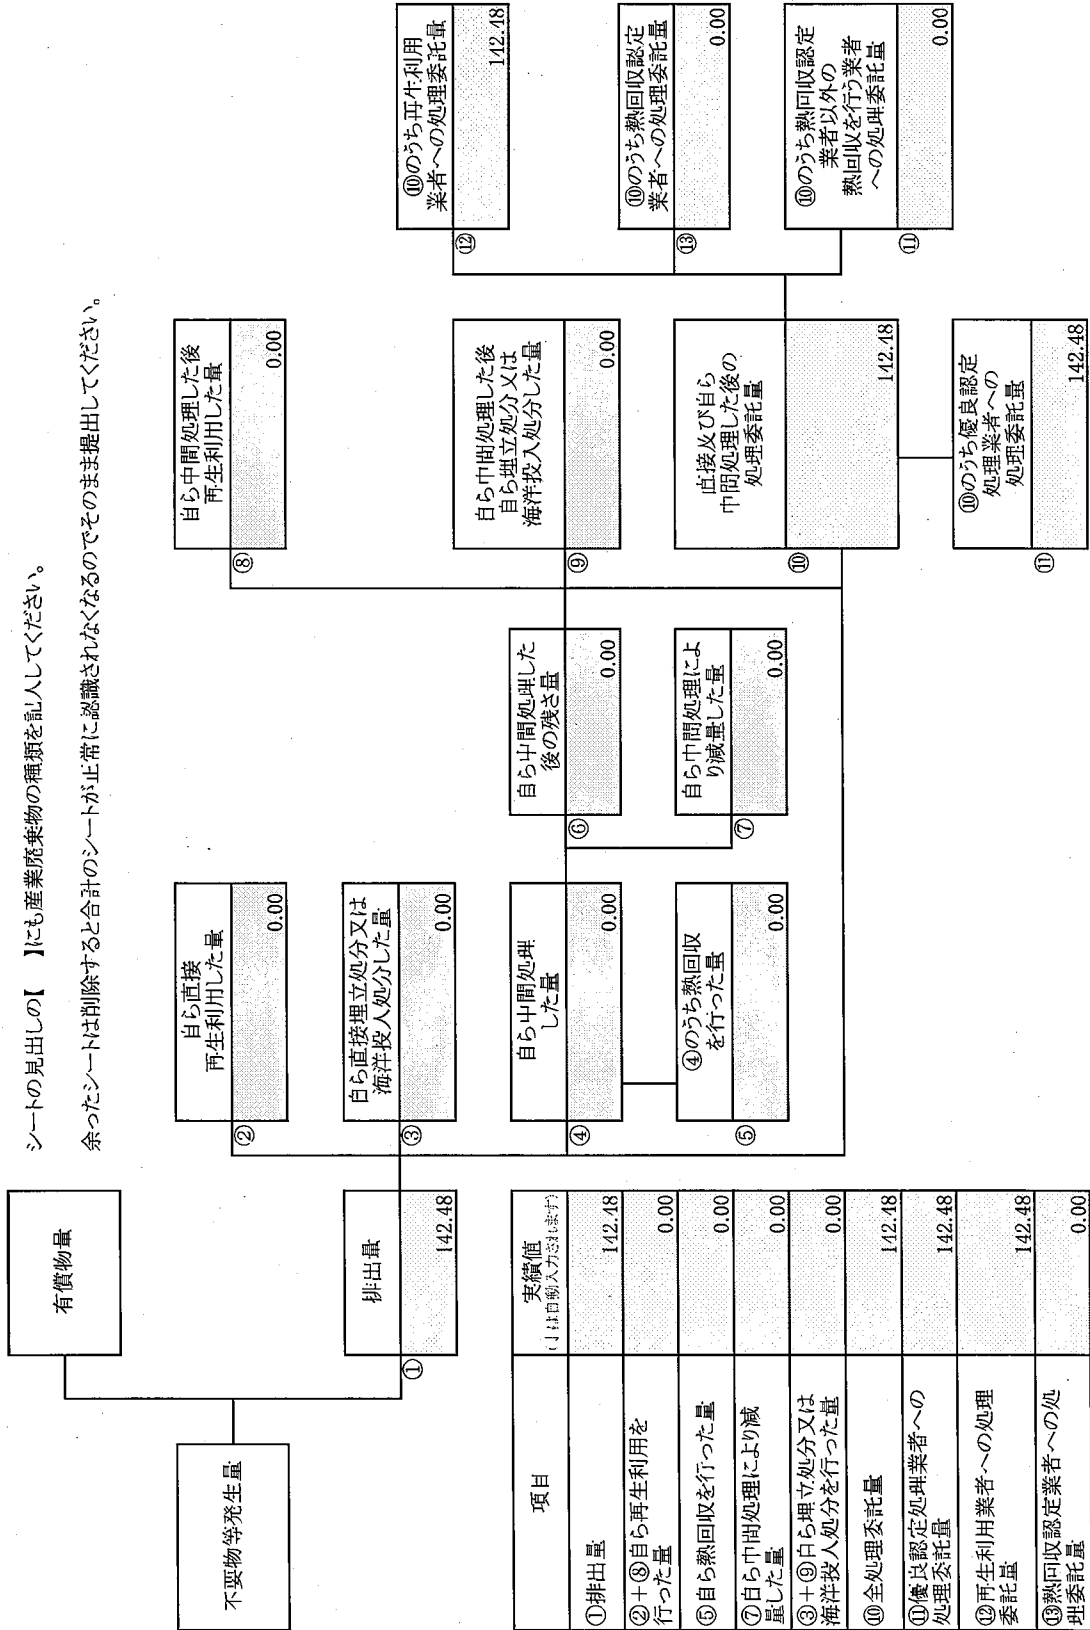 シートの見出しの【　】にも産業廃棄物の種類を記入してください。
余ったシートは削除すると合計のシートが正常に認識されなくなるのでそのまま提出してください。
不要物等発生量
有償物量
①
排出量
142.48
②
自ら直接
再生利用した量
0.00
③
自ら直接埋立処分又は
海洋投入処分した量
0.00
④
自ら中間処理
した量
0.00
⑤
④のうち熱回収
を行った量
0.00
⑥
自ら中間処理した
後の残さ量
0.00
⑦
自ら中間処理によ
り減量した量
0.00
⑧
自ら中間処理した後
再生利用した量
0.00
⑨
自ら中間処理した後
自ら埋立処分又は
海洋投入処分した量
0.00
⑩
直接及び自ら
中間処理した後の
処理委託量
142.48
⑪
⑩のうち優良認定
処理業者への
処理委託量
142.48
⑫
⑩のうち再生利用
業者への処理委託量
142.48
⑬
⑩のうち熱回収認定
業者への処理委託量
0.00
⑩のうち熱回収認定
業者以外の
熱回収を行う業者
への処理委託量
0.00
項目
実績値
①排出量
142.48
②+⑧自ら再生利用を
行った量
0.00
⑤自ら熱回収を行った量
0.00
⑦自ら中間処理により減
量した量
0.00
③+⑨自ら埋立処分又は
海洋投入処分を行った量
0.00
⑩全処理委託量
142.48
⑪優良認定処理業者への
処理委託量
142.48
⑫再生利用業者への処理
委託量
142.48
⑬熱回収認定業者への処
理委託量
0.00